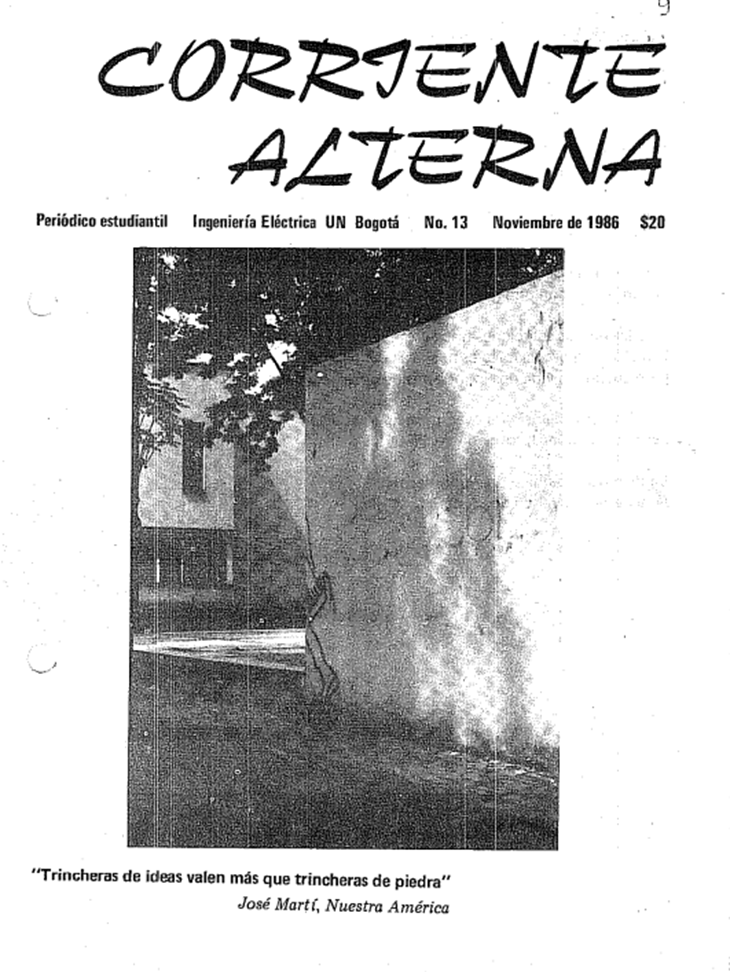 9
CORRIENTE
ALTERNA
Periódico estudiantil Ingeniería Eléctrica UN Bogotá No. 13 Noviembre de 1986 $20
"Trincheras de ideas valen más que trincheras de piedra"
José Martí, Nuestra América